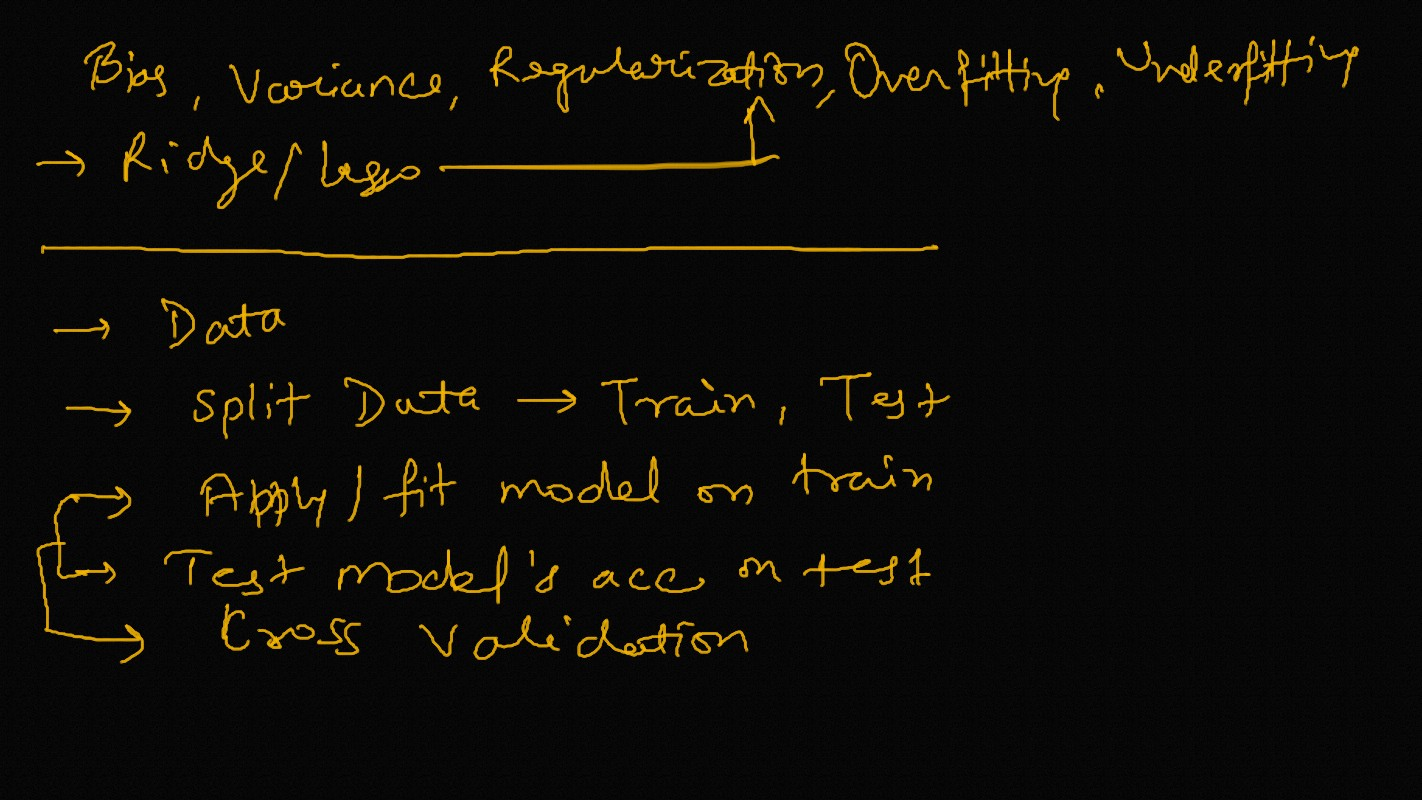 Bias, Variance, Regularization, Overfitting, Underfitting
→ Ridge/Lasso
→ Data
→ Split Data → Train, Test
→ Apply/fit model on train
→ Test model's acc on test
→ Cross Validation